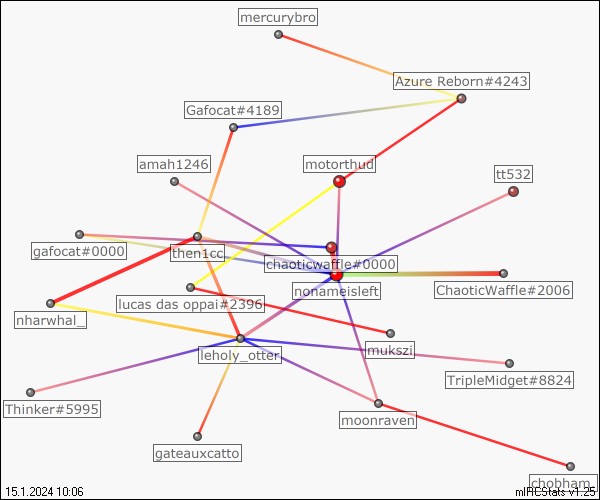 mercurybro
Azure Reborn#4243
Gafocat#4189
amah1246
motorthud
tt532
gafocat#0000
then1cc
chaoticwaffle#0000
nonameisleft
ChaoticWaffle#2006
lucas das oppai#2396
nharwhal_
mukszi
leholy_otter
TripleMidget#8824
Thinker#5995
moonraven
gateauxcatto
chobham_
15.1.2024 10:06
mIRCStats v1.25